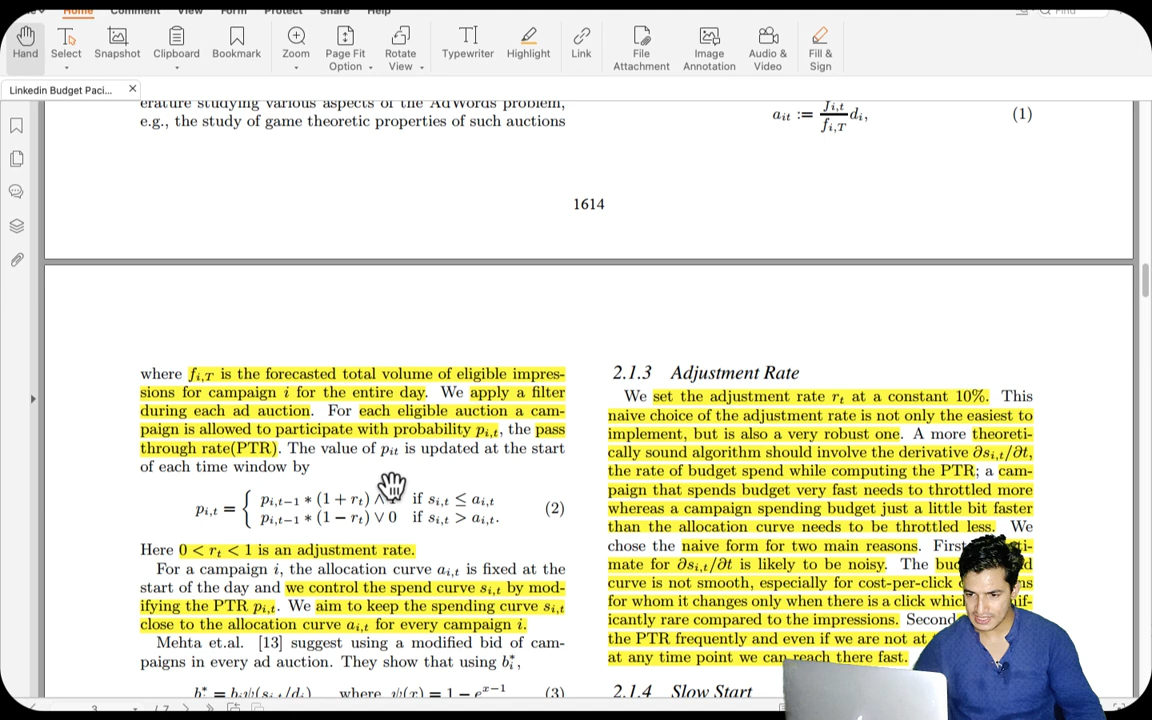 Home Comment View Form Protect Share Help
Find
Hand Select Snapshot Clipboard Bookmark Zoom Page Fit Option Rotate View Typewriter Highlight Link File Attachment Image Annotation Audio & Video Fill & Sign
Linkedin Budget Paci...
erature studying various aspects of the AdWords problem,
e.g., the study of game theoretic properties of such auctions
a_{it} := \frac{f_{i,t}}{f_{i,T}} d_i, (1)
1614
where f_{i,T} is the forecasted total volume of eligible impres-
sions for campaign i for the entire day. We apply a filter
during each ad auction. For each eligible auction a cam-
paign is allowed to participate with probability p_{i,t}, the pass
through rate(PTR). The value of p_{it} is updated at the start
of each time window by
p_{i,t} = { p_{i,t-1} * (1 + r_t) ∧ if s_{i,t} ≤ a_{i,t}
p_{i,t-1} * (1 − r_t) ∨ 0 if s_{i,t} > a_{i,t}. (2)
Here 0 < r_t < 1 is an adjustment rate.
For a campaign i, the allocation curve a_{i,t} is fixed at the
start of the day and we control the spend curve s_{i,t} by mod-
ifying the PTR p_{i,t}. We aim to keep the spending curve s_{i,t}
close to the allocation curve a_{i,t} for every campaign i.
Mehta et.al. [13] suggest using a modified bid of cam-
paigns in every ad auction. They show that using b_i^*,
b_i^* = b_i ψ(s_{i,t}/d_i) where ψ(x) = 1 − e^{x−1} (3)
2.1.3 Adjustment Rate
We set the adjustment rate r_t at a constant 10%. This
naive choice of the adjustment rate is not only the easiest to
implement, but is also a very robust one. A more theoreti-
cally sound algorithm should involve the derivative ∂s_{i,t}/∂t,
the rate of budget spend while computing the PTR; a cam-
paign that spends budget very fast needs to throttled more
whereas a campaign spending budget just a little bit faster
than the allocation curve needs to be throttled less. We
chose the naive form for two main reasons. First
mate for ∂s_{i,t}/∂t is likely to be noisy. The
curve is not smooth, especially for cost-per-click
for whom it changes only when there is a click
icantly rare compared to the impressions. Second
the PTR frequently and even if we are not at
at any time point we can reach there fast.
2.1.4 Slow Start